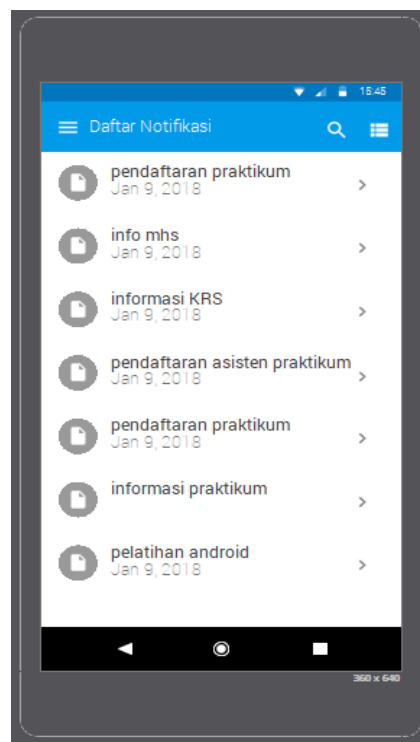 15:45
Daftar Notifikasi
pendaftaran praktikum
Jan 9, 2018
info mhs
Jan 9, 2018
informasi KRS
Jan 9, 2018
pendaftaran asisten praktikum
Jan 9, 2018
pendaftaran praktikum
Jan 9, 2018
informasi praktikum
pelatihan android
Jan 9, 2018
360 x 640